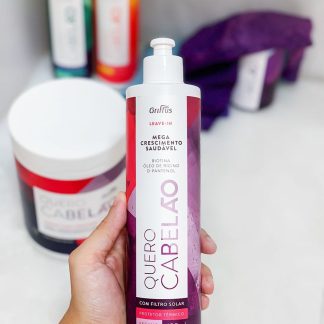 Griffus
LEAVE-IN
MEGA
CRESCIMENTO
SAUDÁVEL
BIOTINA
ÓLEO DE RÍCINO
D PANTENOL
QUERO
CABELÃO
COM FILTRO SOLAR
PROTETOR TÉRMICO
QUERO
CABELÃO